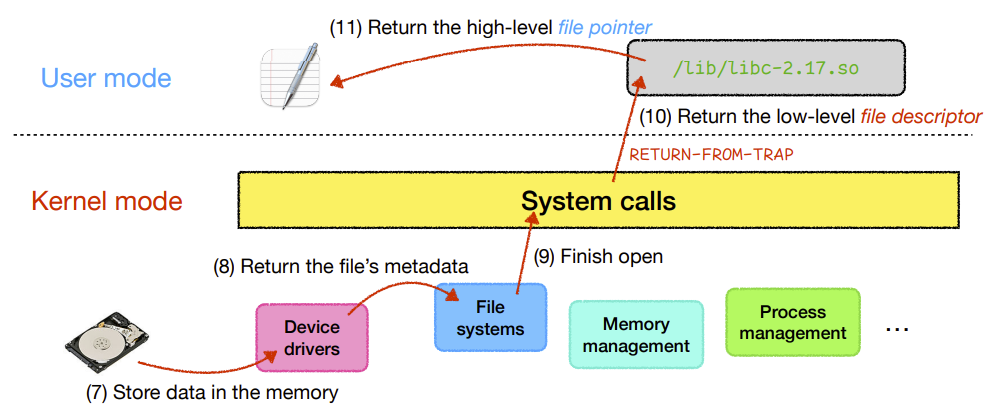 (11) Return the high-level file pointer
User mode
/lib/libc-2.17.so
(10) Return the low-level file descriptor
RETURN-FROM-TRAP
Kernel mode
System calls
(9) Finish open
(8) Return the file's metadata
File
systems
Device
drivers
Memory
management
Process
management
...
(7) Store data in the memory